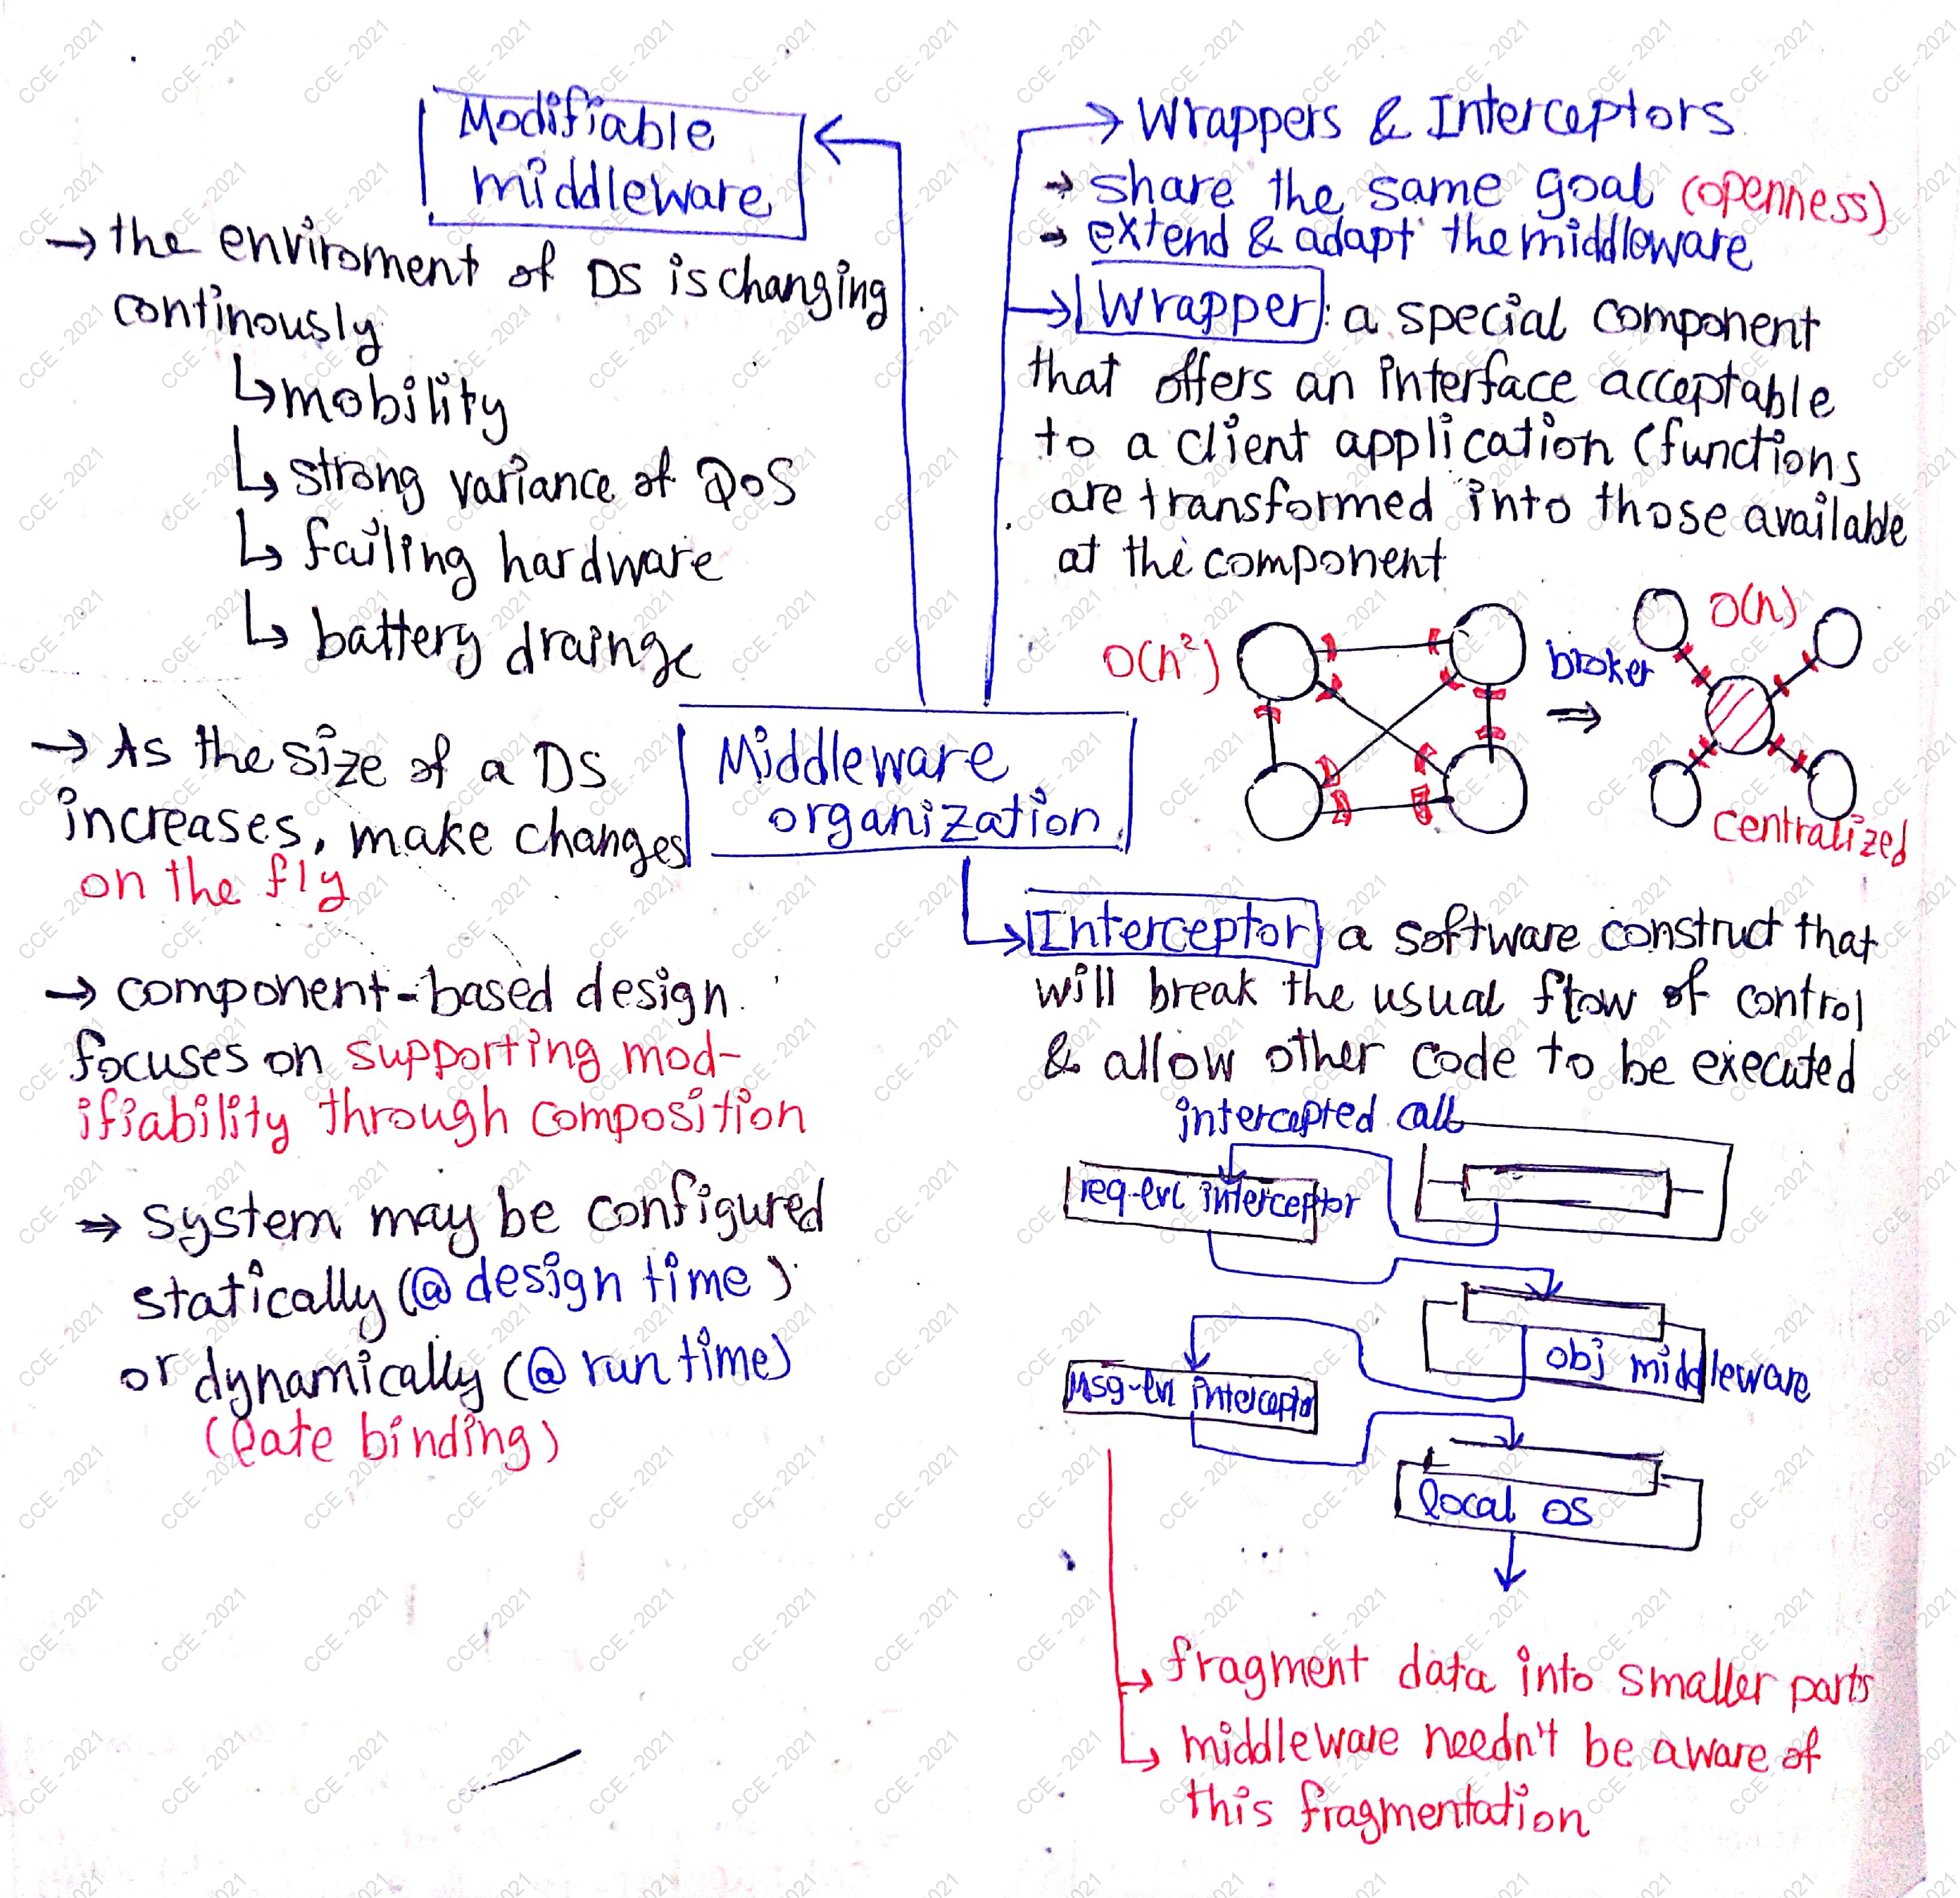 Modifiable
middleware
→ the enviroment of DS is changing
continously
↳ mobility
↳ strong variance of QoS
↳ failing hardware
↳ battery drainge
→ As the size of a DS
increases, make changes
on the fly
→ component-based design
focuses on supporting mod-
ifiability through composition
→ system may be configured
statically (@ design time)
or dynamically (@ run time)
(late binding)
Middleware
organization
→ Wrappers & Interceptors
→ share the same goal (openness)
→ extend & adapt the middleware
→ Wrapper: a special component
that offers an interface acceptable
to a client application (functions
are transformed into those available
at the component
O(n²)
broker
⇒
O(n)
centralized
→ Interceptor a software construct that
will break the usual flow of control
& allow other code to be executed
intercepted call
req-lvl interceptor
obj middleware
Msg-lvl interceptor
local OS
↳ fragment data into smaller parts
↳ middleware needn't be aware of
this fragmentation
CCE - 2021